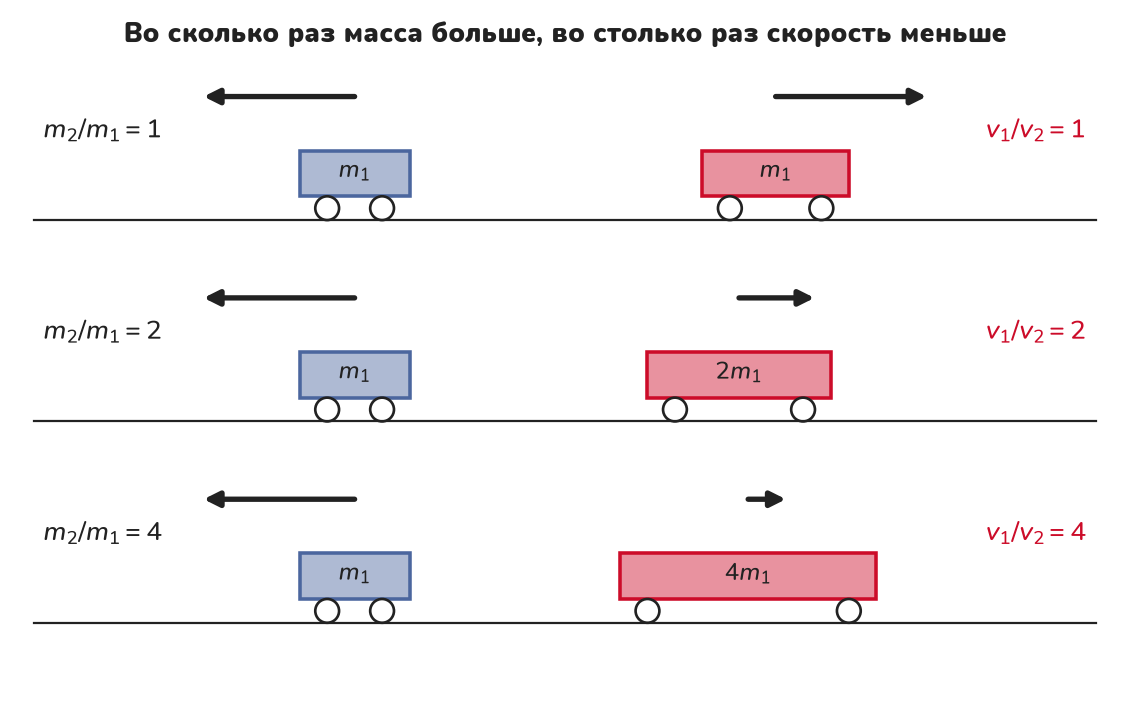 Во сколько раз масса больше, во столько раз скорость меньше
m₂/m₁ = 1
v₁/v₂ = 1
m₁
m₁
m₂/m₁ = 2
v₁/v₂ = 2
m₁
2m₁
m₂/m₁ = 4
v₁/v₂ = 4
m₁
4m₁